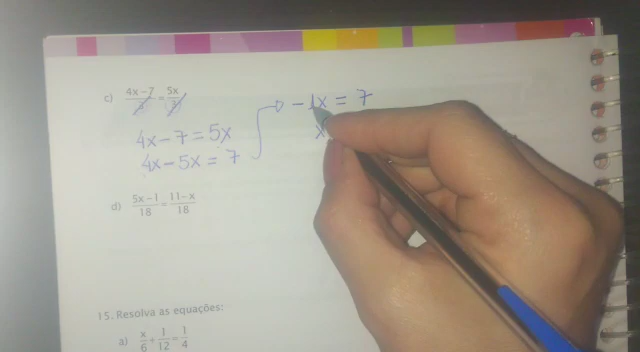 c) 4x-7/3 = 5x/3
4x-7=5x
4x-5x=7
-1x=7
x
d) 5x-1/18 = 11-x/18
15. Resolva as equações:
a) x/6 + 1/12 = 1/4